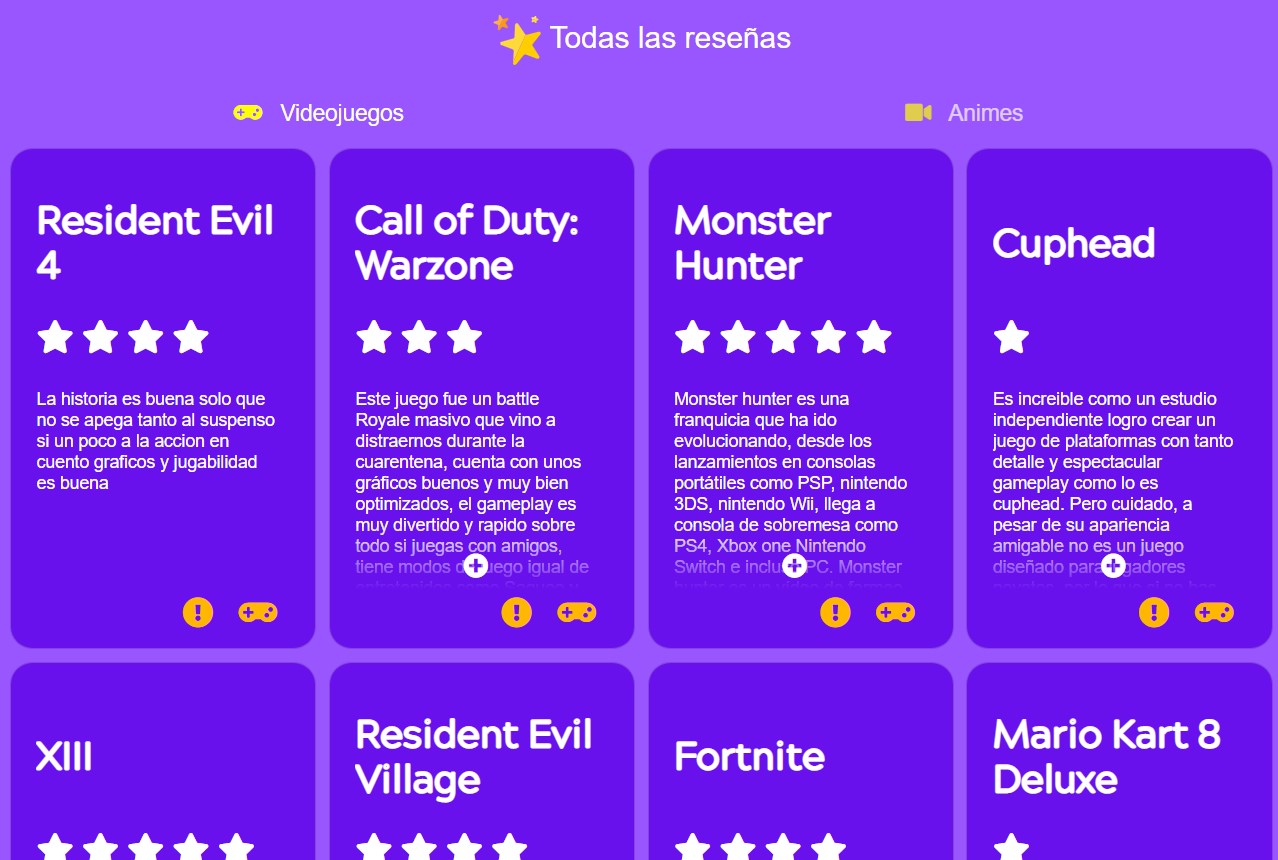 Todas las reseñas
Videojuegos
Animes
Resident Evil
4
La historia es buena solo que
no se apega tanto al suspenso
si un poco a la accion en
cuento graficos y jugabilidad
es buena
Call of Duty:
Warzone
Este juego fue un battle
Royale masivo que vino a
distraernos durante la
cuarentena, cuenta con unos
gráficos buenos y muy bien
optimizados, el gameplay es
muy divertido y rapido sobre
todo si juegas con amigos,
tiene modos de juego igual de
Monster
Hunter
Monster hunter es una
franquicia que ha ido
evolucionando, desde los
lanzamientos en consolas
portátiles como PSP, nintendo
3DS, nintendo Wii, llega a
consola de sobremesa como
PS4, Xbox one Nintendo
Switch e incluso PC. Monster
Cuphead
Es increible como un estudio
independiente logro crear un
juego de plataformas con tanto
detalle y espectacular
gameplay como lo es
cuphead. Pero cuidado, a
pesar de su apariencia
amigable no es un juego
diseñado para jugadores
XIII
Resident Evil
Village
Fortnite
Mario Kart 8
Deluxe